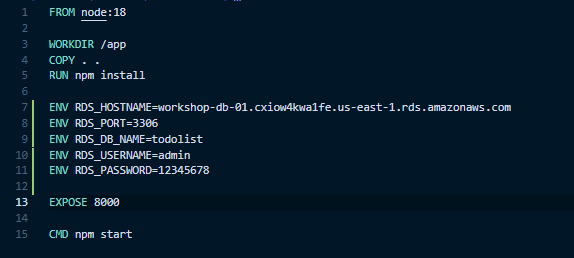 1 FROM node:18
2
3 WORKDIR /app
4 COPY . .
5 RUN npm install
6
7 ENV RDS_HOSTNAME=workshop-db-01.cxiow4kwa1fe.us-east-1.rds.amazonaws.com
8 ENV RDS_PORT=3306
9 ENV RDS_DB_NAME=todolist
10 ENV RDS_USERNAME=admin
11 ENV RDS_PASSWORD=12345678
12
13 EXPOSE 8000
14
15 CMD npm start